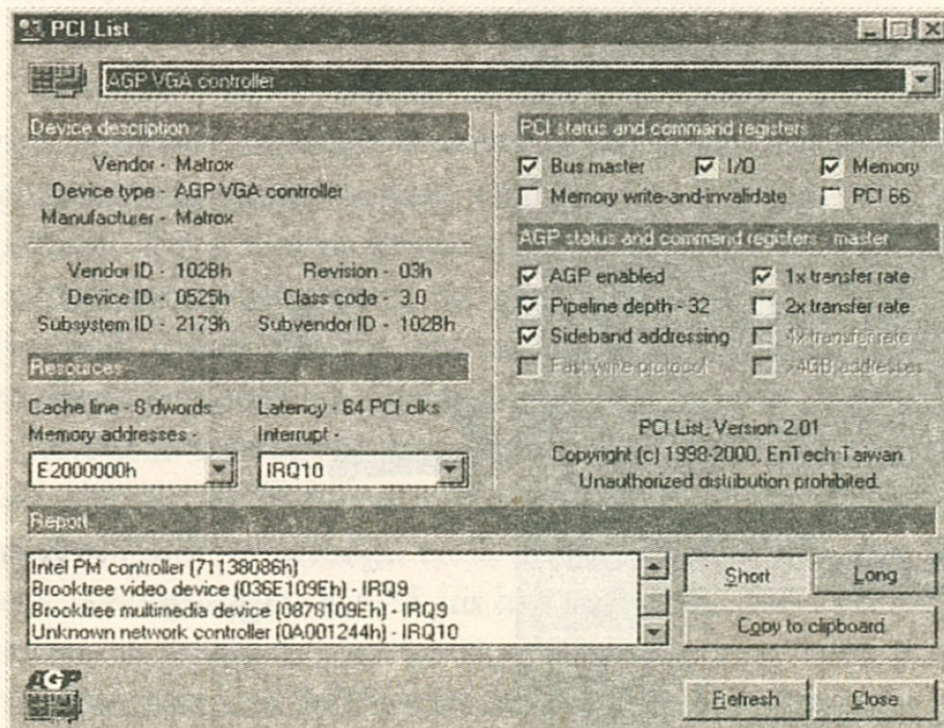 PCI List
AGP VGA controller
Device description
Vendor - Matrox
Device type - AGP VGA controller
Manufacturer - Matrox
Vendor ID - 102Bh
Revision - 03h
Device ID - 0525h
Class code - 3.0
Subsystem ID - 2179h
Subvendor ID - 102Bh
Resources
Cache line - 8 dwords
Latency - 64 PCI clks
Memory addresses -
Interrupt -
E2000000h
IRQ10
PCI status and command registers
Bus master
I/O
Memory
Memory write-and-invalidate
PCI 66
AGP status and command registers - master
AGP enabled
1x transfer rate
Pipeline depth - 32
2x transfer rate
Sideband addressing
4x transfer rate
Fast write protocol
>4GB addresses
PCI List, Version 2.01
Copyright (c) 1998-2000, EnTech Taiwan
Unauthorized distribution prohibited.
Report
Intel PM controller (71138086h)
Brooktree video device (036E109Eh) - IRQ9
Brooktree multimedia device (0878109Eh) - IRQ9
Unknown network controller (0A001244h) - IRQ10
Short
Long
Copy to clipboard
AGP
Refresh
Close